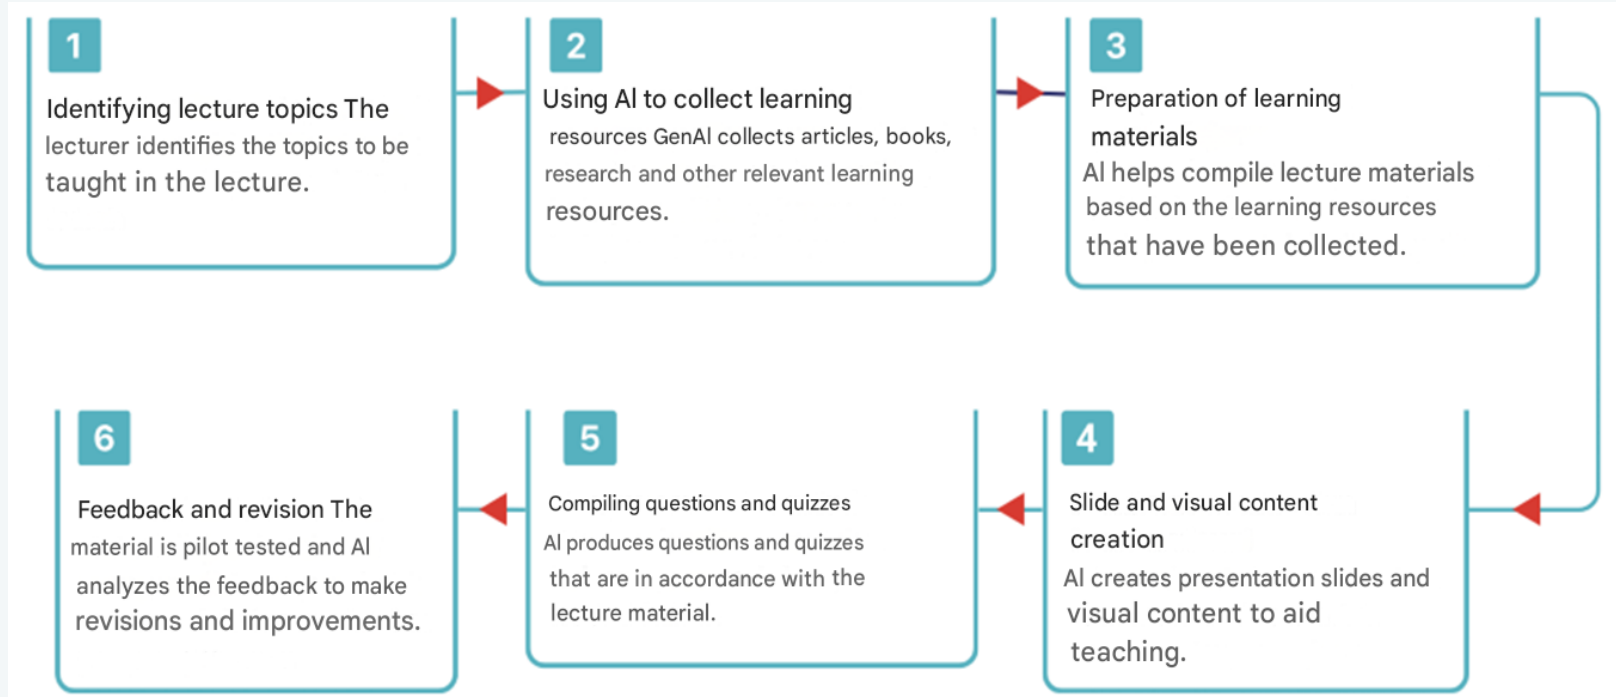 1
Identifying lecture topics The
lecturer identifies the topics to be
taught in the lecture.
2
Using AI to collect learning
resources GenAI collects articles, books,
research and other relevant learning
resources.
3
Preparation of learning
materials
AI helps compile lecture materials
based on the learning resources
that have been collected.
4
Slide and visual content
creation
AI creates presentation slides and
visual content to aid
teaching.
5
Compiling questions and quizzes
AI produces questions and quizzes
that are in accordance with the
lecture material.
6
Feedback and revision The
material is pilot tested and AI
analyzes the feedback to make
revisions and improvements.